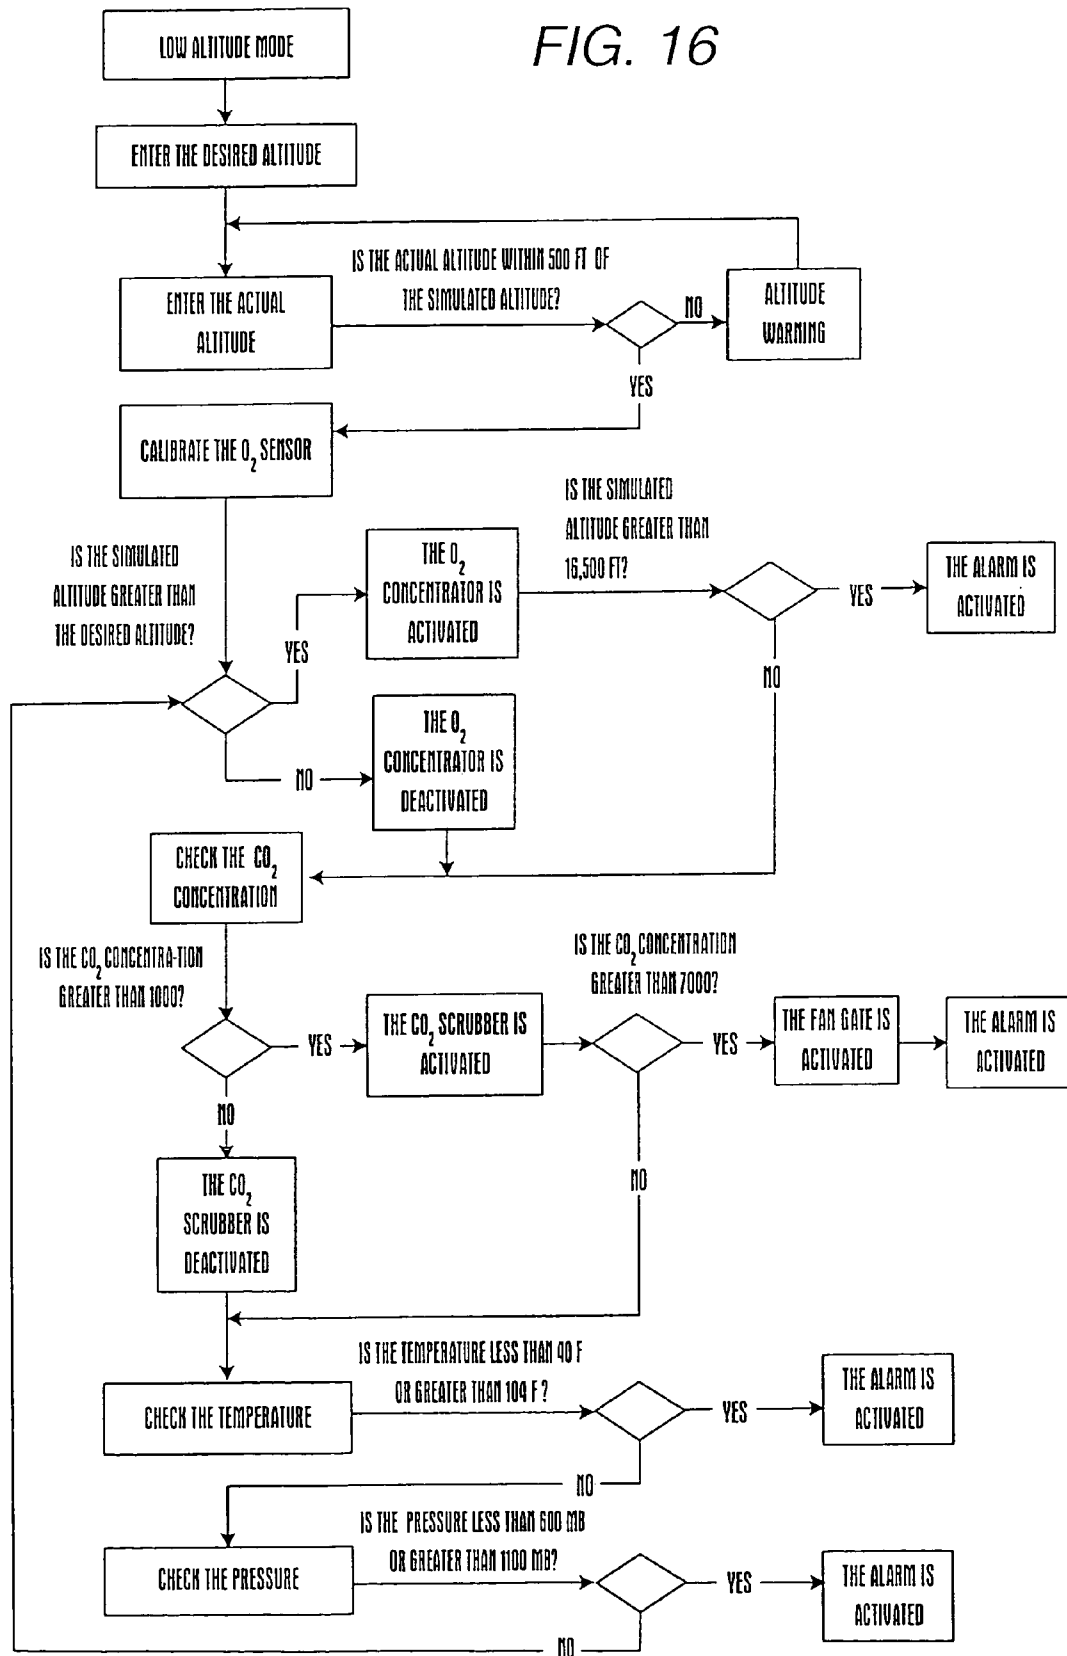 FIG. 16
LOW ALTITUDE MODE
ENTER THE DESIRED ALTITUDE
IS THE ACTUAL ALTITUDE WITHIN 500 FT OF
THE SIMULATED ALTITUDE?
ENTER THE ACTUAL
ALTITUDE
NO
ALTITUDE
WARNING
YES
CALIBRATE THE O2 SENSOR
IS THE SIMULATED
ALTITUDE GREATER THAN
THE DESIRED ALTITUDE?
YES
THE O2
CONCENTRATOR IS
ACTIVATED
IS THE SIMULATED
ALTITUDE GREATER THAN
16,500 FT?
YES
THE ALARM IS
ACTIVATED
NO
NO
THE O2
CONCENTRATOR IS
DEACTIVATED
CHECK THE CO2
CONCENTRATION
IS THE CO2 CONCENTRA-TION
GREATER THAN 1000?
YES
THE CO2 SCRUBBER IS
ACTIVATED
IS THE CO2 CONCENTRATION
GREATER THAN 7000?
YES
THE FAN GATE IS
ACTIVATED
THE ALARM IS
ACTIVATED
NO
NO
THE CO2
SCRUBBER IS
DEACTIVATED
CHECK THE TEMPERATURE
IS THE TEMPERATURE LESS THAN 40 F
OR GREATER THAN 104 F ?
YES
THE ALARM IS
ACTIVATED
NO
CHECK THE PRESSURE
IS THE PRESSURE LESS THAN 600 MB
OR GREATER THAN 1100 MB?
YES
THE ALARM IS
ACTIVATED
NO